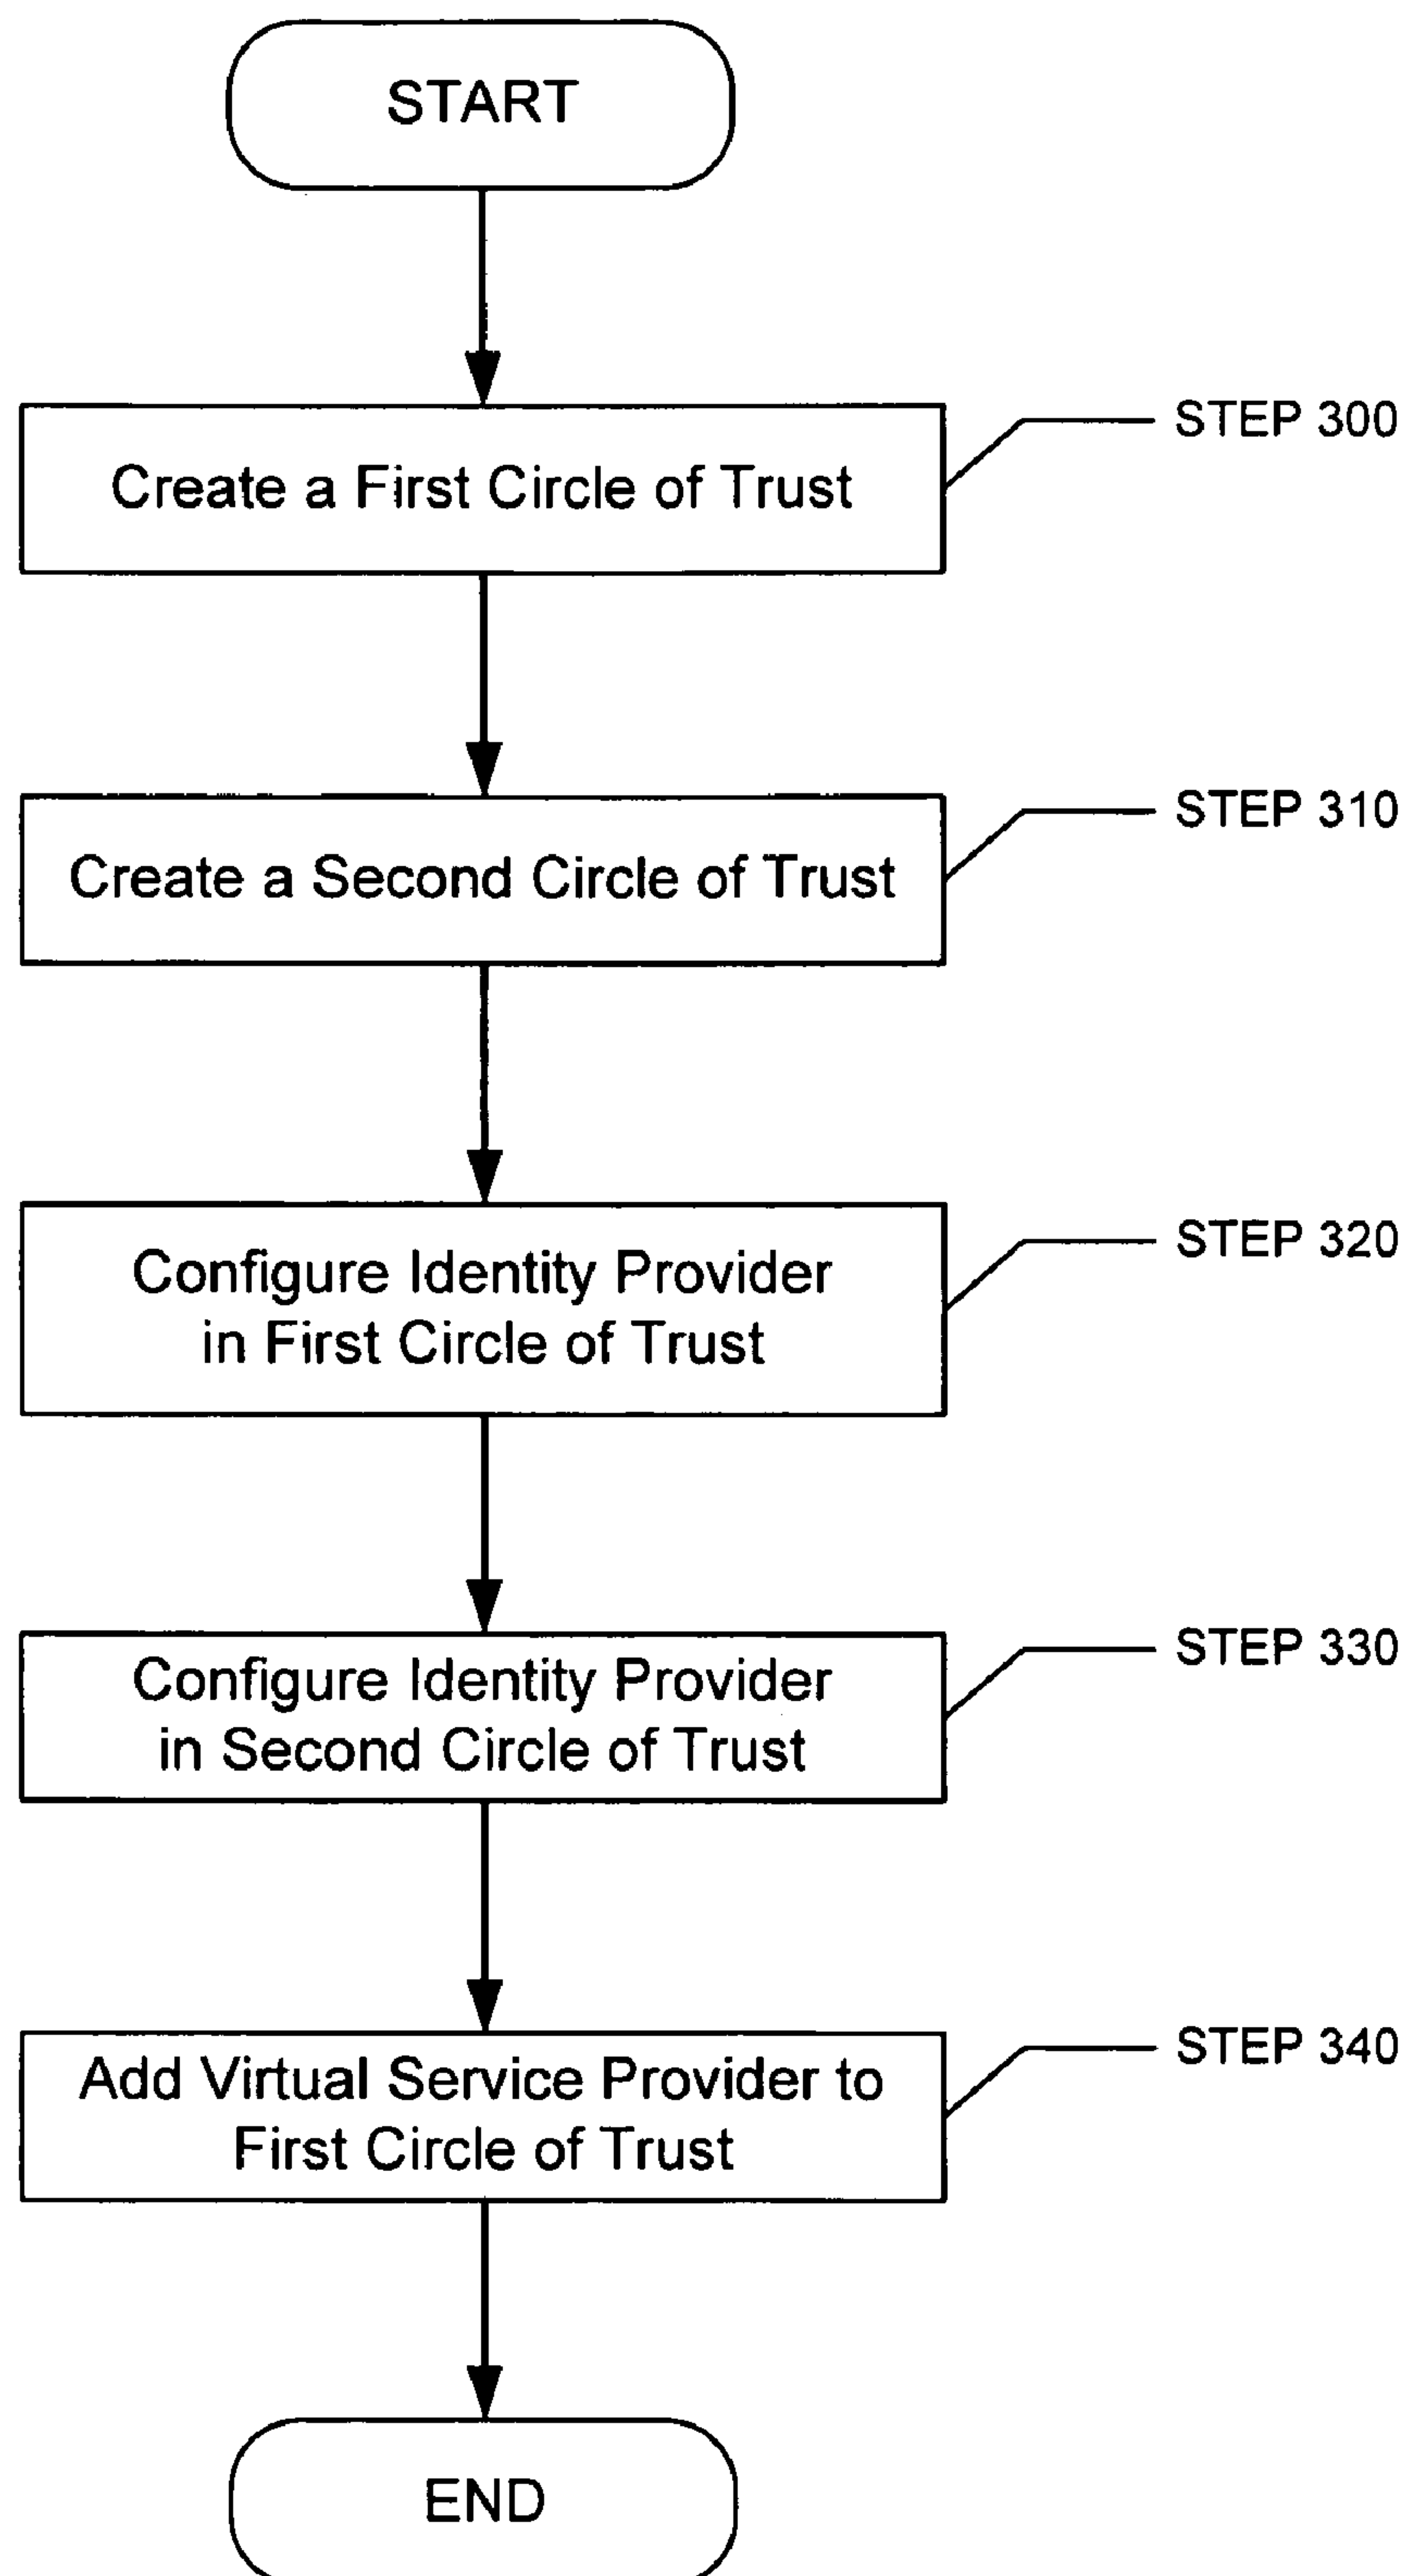 START
STEP 300
Create a First Circle of Trust
STEP 310
Create a Second Circle of Trust
STEP 320
Configure Identity Provider
in First Circle of Trust
STEP 330
Configure Identity Provider
in Second Circle of Trust
STEP 340
Add Virtual Service Provider to
First Circle of Trust
END